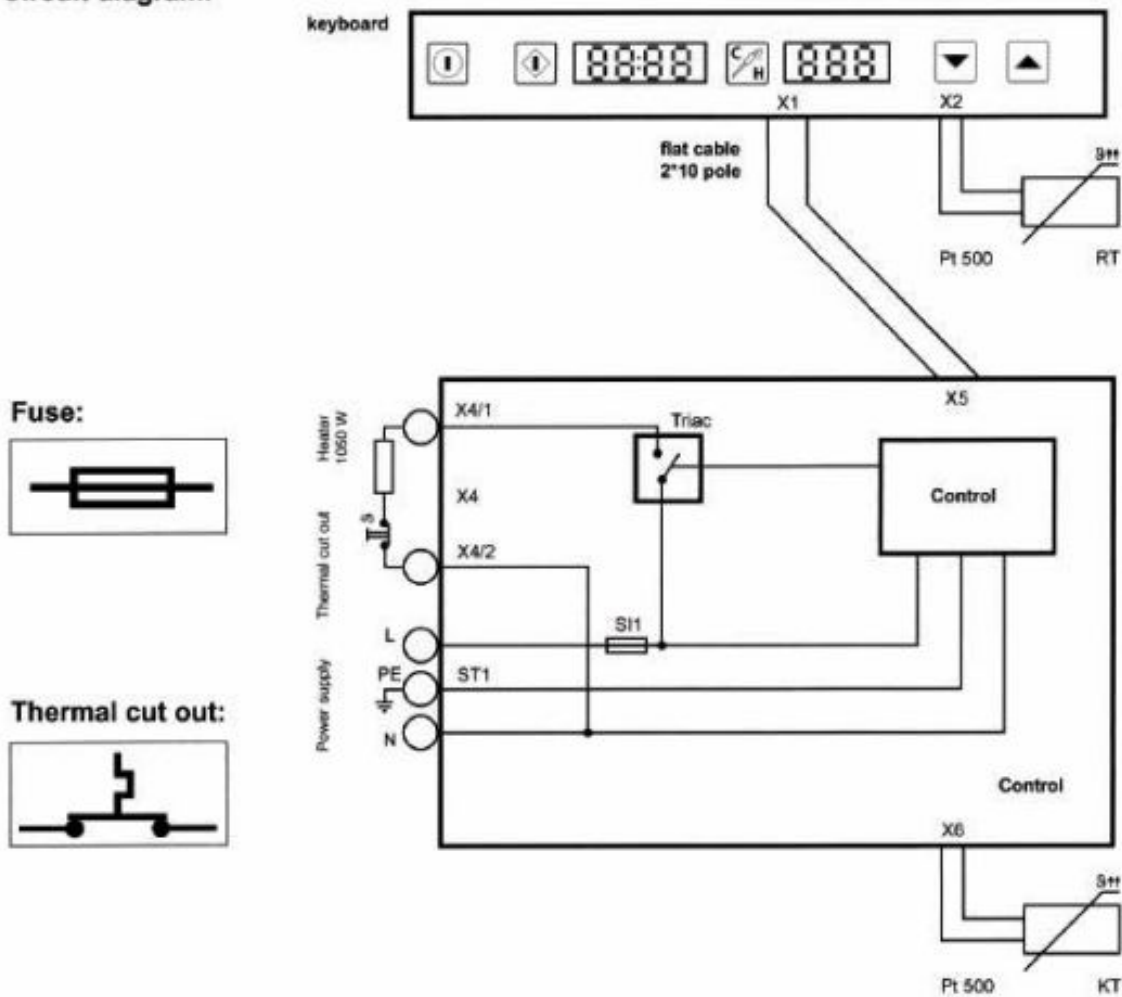 keyboard
C
H
88:88
888
X1
X2
flat cable
2*10 pole
Pt 500
RT
Fuse:
Heater
1050 W
Thermal cut out
Power supply
X4/1
X4
X4/2
L
PE
N
ST1
SI1
Triac
X5
Control
Control
X6
Thermal cut out:
Pt 500
KT